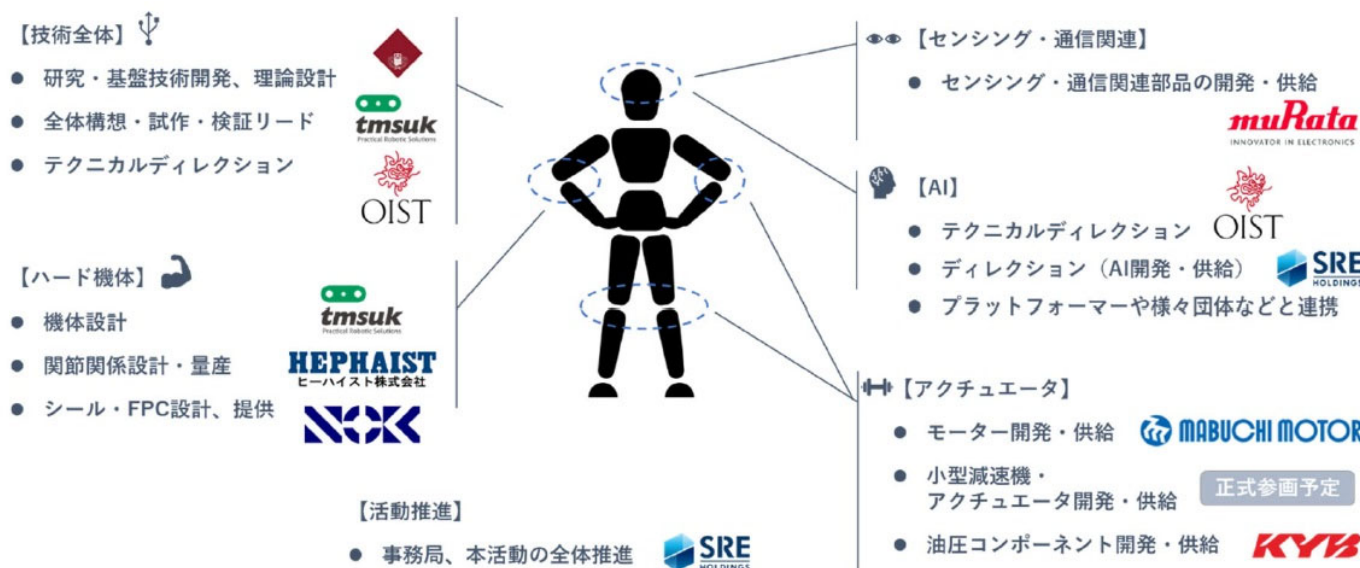 【技術全体】
研究・基盤技術開発、理論設計
全体構想・試作・検証リード
tmsuk
Practical Robotic Solutions
テクニカルディレクション
OIST
【ハード機体】
機体設計
tmsuk
Practical Robotic Solutions
関節関係設計・量産
HEPHAIST
ヒーハイスト株式会社
シール・FPC設計、提供
NOK
【活動推進】
事務局、本活動の全体推進
SRE
HOLDINGS
【センシング・通信関連】
センシング・通信関連部品の開発・供給
muRata
INNOVATOR IN ELECTRONICS
【AI】
テクニカルディレクション
OIST
ディレクション（AI開発・供給）
SRE
HOLDINGS
プラットフォーマーや様々団体などと連携
【アクチュエータ】
モーター開発・供給
MABUCHI MOTOR
小型減速機・
アクチュエータ開発・供給
正式参画予定
油圧コンポーネント開発・供給
KYB